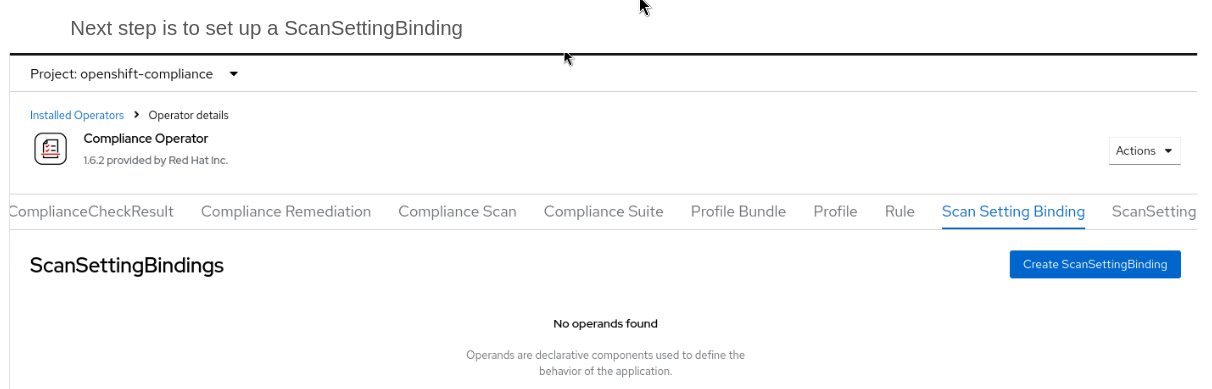 Next step is to set up a ScanSettingBinding
Project: openshift-compliance
Installed Operators > Operator details
Compliance Operator
1.6.2 provided by Red Hat Inc.
Actions
ComplianceCheckResult Compliance Remediation Compliance Scan Compliance Suite Profile Bundle Profile Rule Scan Setting Binding ScanSetting
ScanSettingBindings
Create ScanSettingBinding
No operands found
Operands are declarative components used to define the
behavior of the application.